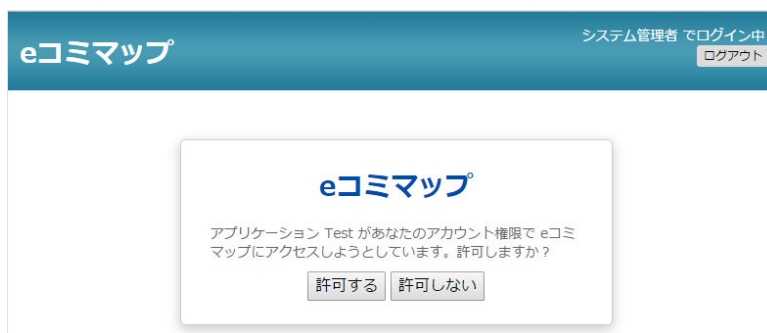 eコミマップ
システム管理者 でログイン中
ログアウト
eコミマップ
アプリケーション Test があなたのアカウント権限で eコミ
マップにアクセスしようとしています。許可しますか？
許可する 許可しない